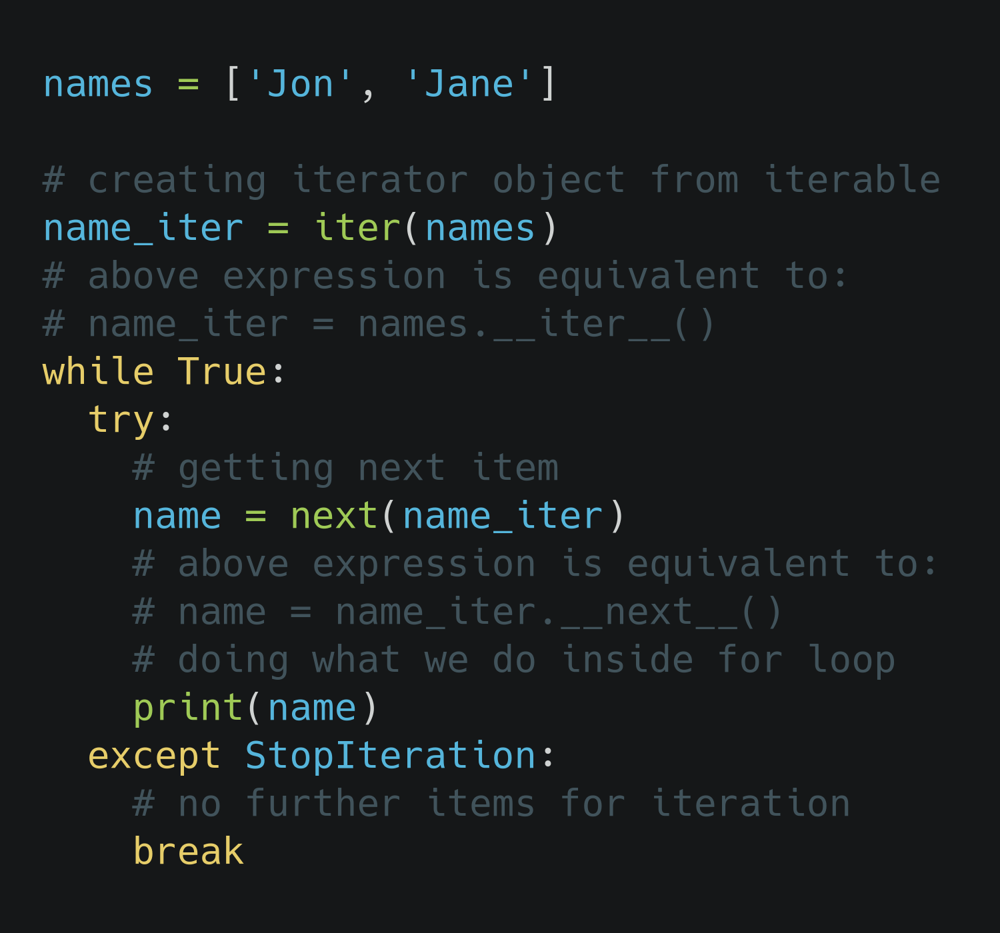 names = ['Jon', 'Jane']

# creating iterator object from iterable
name_iter = iter(names)
# above expression is equivalent to:
# name_iter = names.__iter__()
while True:
  try:
    # getting next item
    name = next(name_iter)
    # above expression is equivalent to:
    # name = name_iter.__next__()
    # doing what we do inside for loop
    print(name)
  except StopIteration:
    # no further items for iteration
    break